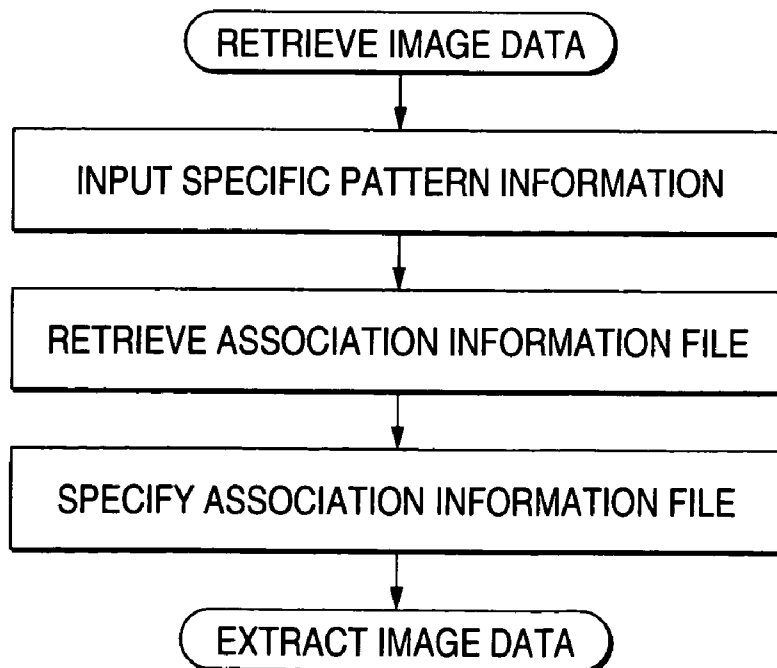 RETRIEVE IMAGE DATA
INPUT SPECIFIC PATTERN INFORMATION
RETRIEVE ASSOCIATION INFORMATION FILE
SPECIFY ASSOCIATION INFORMATION FILE
EXTRACT IMAGE DATA